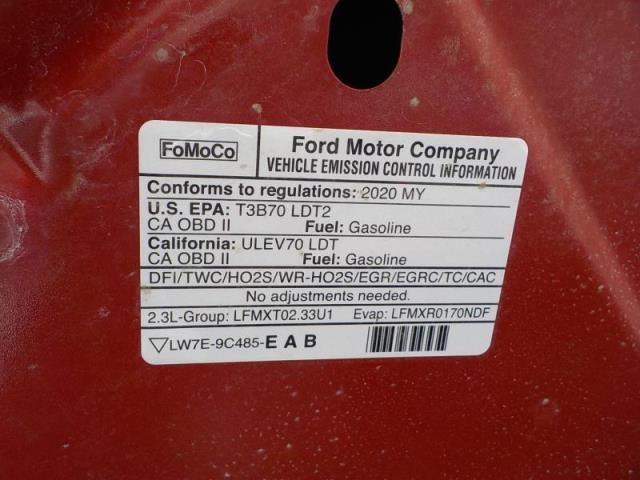 FoMoCo
Ford Motor Company
VEHICLE EMISSION CONTROL INFORMATION
Conforms to regulations: 2020 MY
U.S. EPA: T3B70 LDT2
CA OBD II Fuel: Gasoline
California: ULEV70 LDT
CA OBD II Fuel: Gasoline
DFI/TWC/HO2S/WR-HO2S/EGR/EGRC/TC/CAC
No adjustments needed.
2.3L-Group: LFMXT02.33U1 Evap: LFMXR0170NDF
LW7E-9C485-E A B